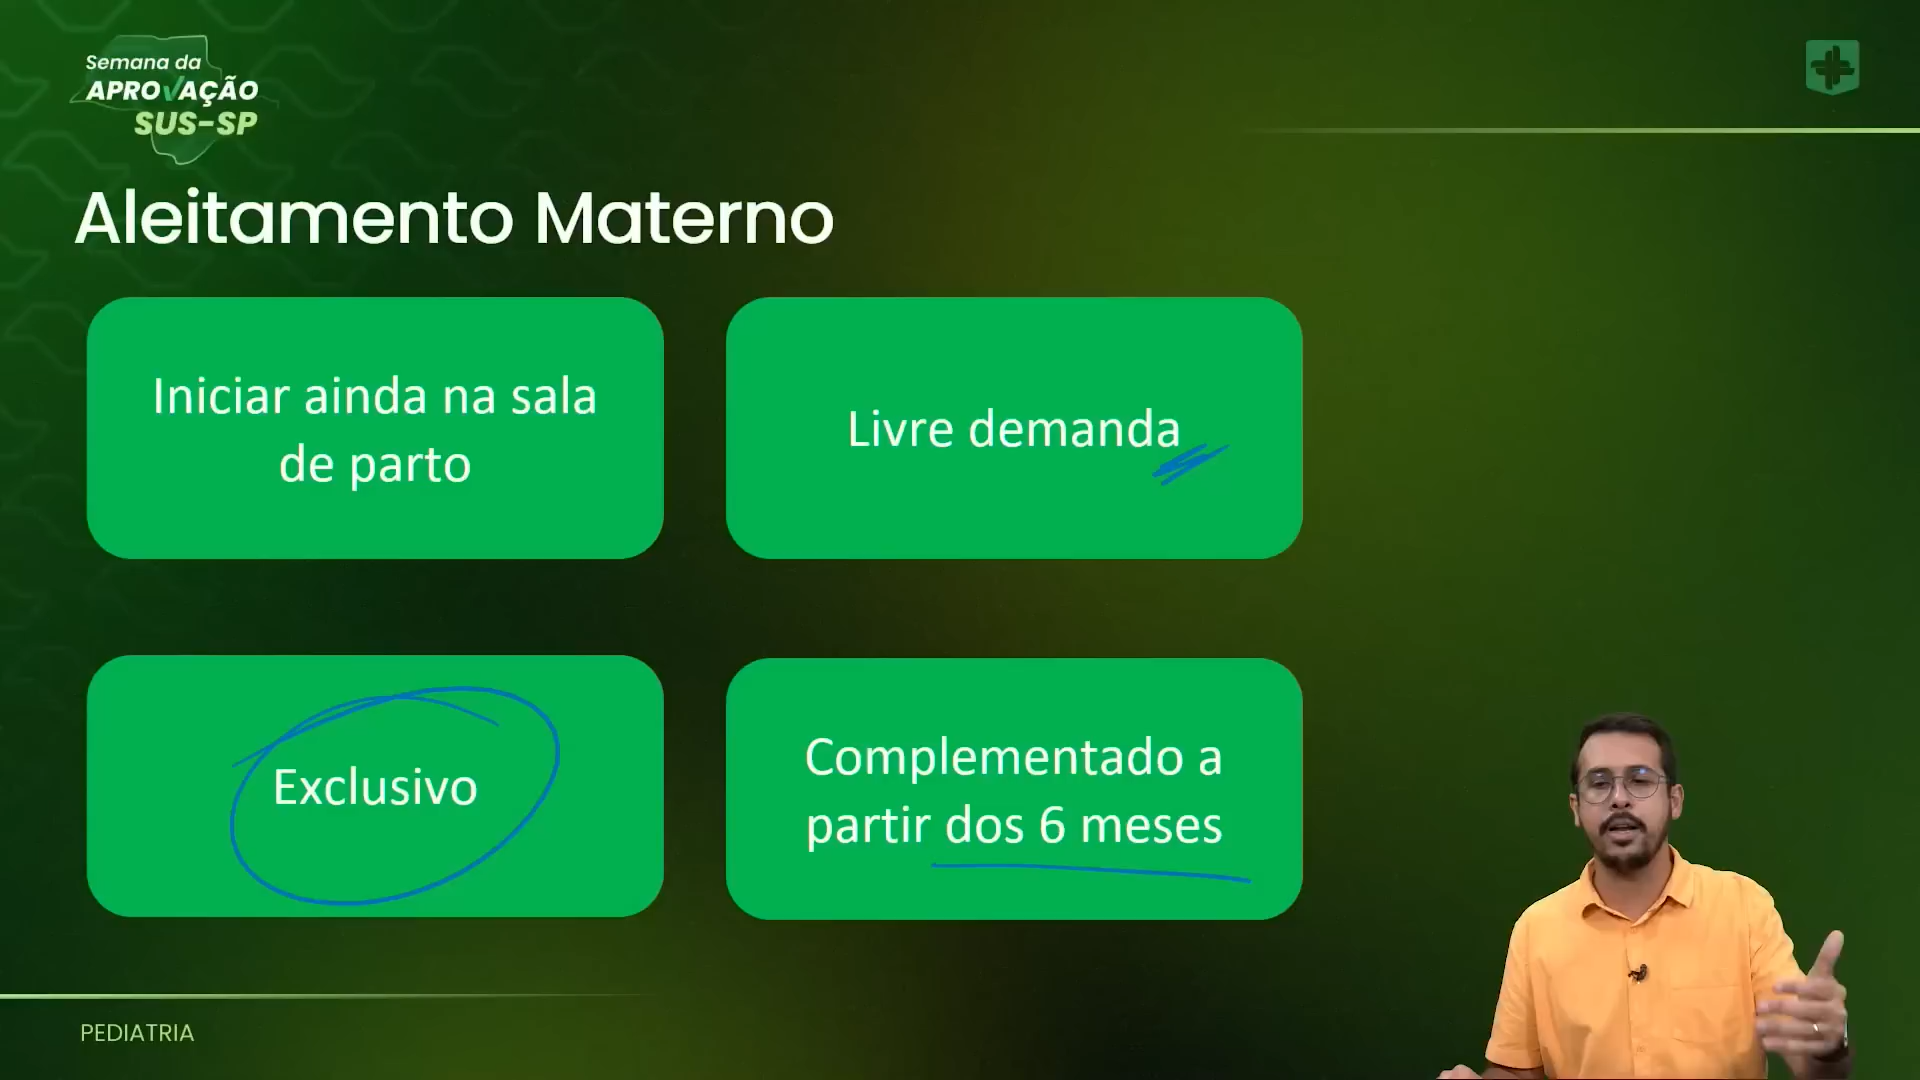 Semana da
APROVAÇÃO
SUS-SP
Aleitamento Materno
Iniciar ainda na sala
de parto
Livre demanda
Exclusivo
Complementado a
partir dos 6 meses
PEDIATRIA